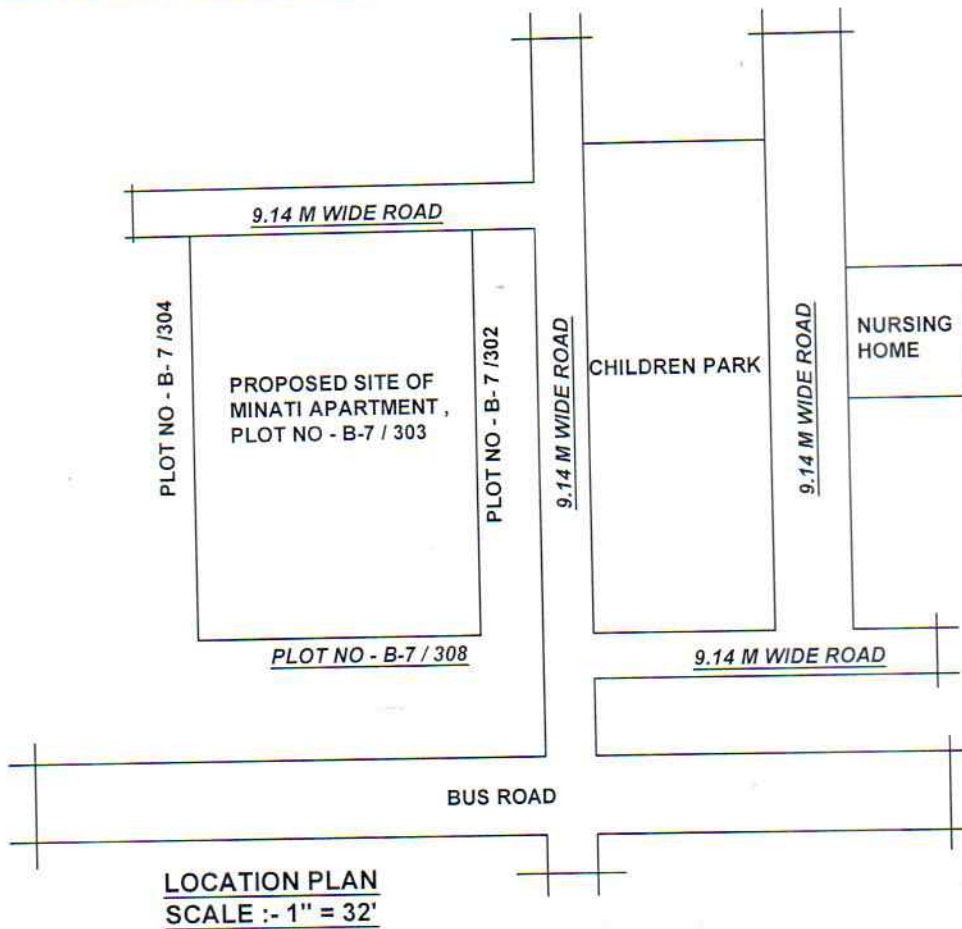 9.14 M WIDE ROAD
PLOT NO - B- 7 /304
PROPOSED SITE OF
MINATI APARTMENT ,
PLOT NO - B-7 / 303
PLOT NO - B- 7 /302
9.14 M WIDE ROAD
CHILDREN PARK
9.14 M WIDE ROAD
NURSING
HOME
PLOT NO - B-7 / 308
9.14 M WIDE ROAD
BUS ROAD
LOCATION PLAN
SCALE :- 1" = 32'